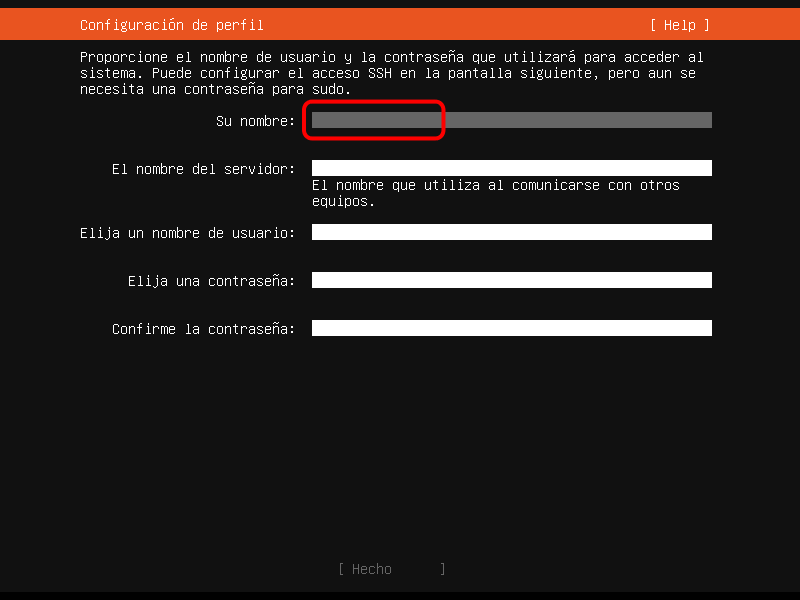 Configuración de perfil [ Help ]
Proporcione el nombre de usuario y la contraseña que utilizará para acceder al
sistema. Puede configurar el acceso SSH en la pantalla siguiente, pero aun se
necesita una contraseña para sudo.
Su nombre:
El nombre del servidor:
El nombre que utiliza al comunicarse con otros
equipos.
Elija un nombre de usuario:
Elija una contraseña:
Confirme la contraseña:
[ Hecho ]